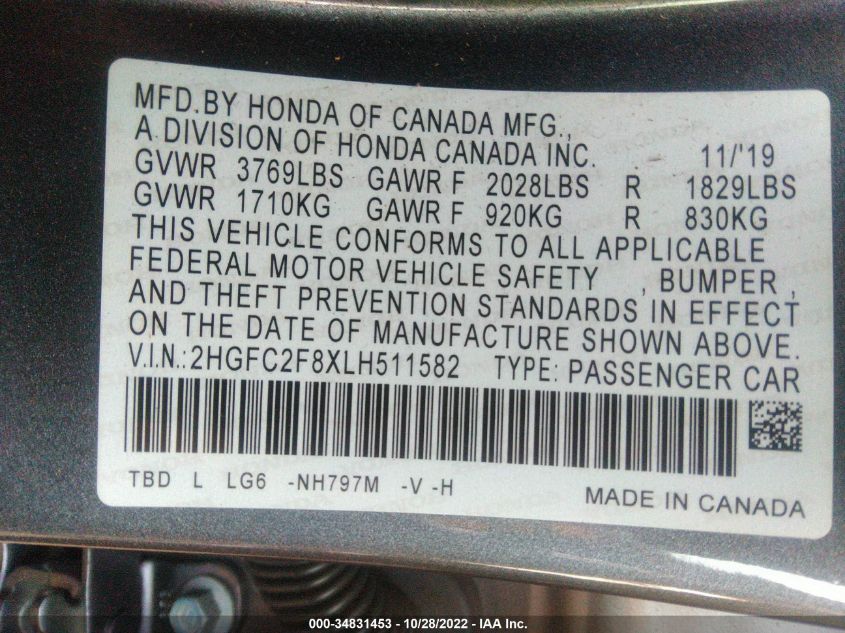 MFD.BY HONDA OF CANADA MFG.,
A DIVISION OF HONDA CANADA INC. 11/'19
GVWR 3769LBS GAWR F 2028LBS R 1829LBS
GVWR 1710KG GAWR F 920KG R 830KG
THIS VEHICLE CONFORMS TO ALL APPLICABLE
FEDERAL MOTOR VEHICLE SAFETY , BUMPER ,
AND THEFT PREVENTION STANDARDS IN EFFECT
ON THE DATE OF MANUFACTURE SHOWN ABOVE.
V.I.N.:2HGFC2F8XLH511582 TYPE: PASSENGER CAR
TBD L LG6 -NH797M -V -H
MADE IN CANADA
000-34831453 - 10/28/2022 - IAA Inc.